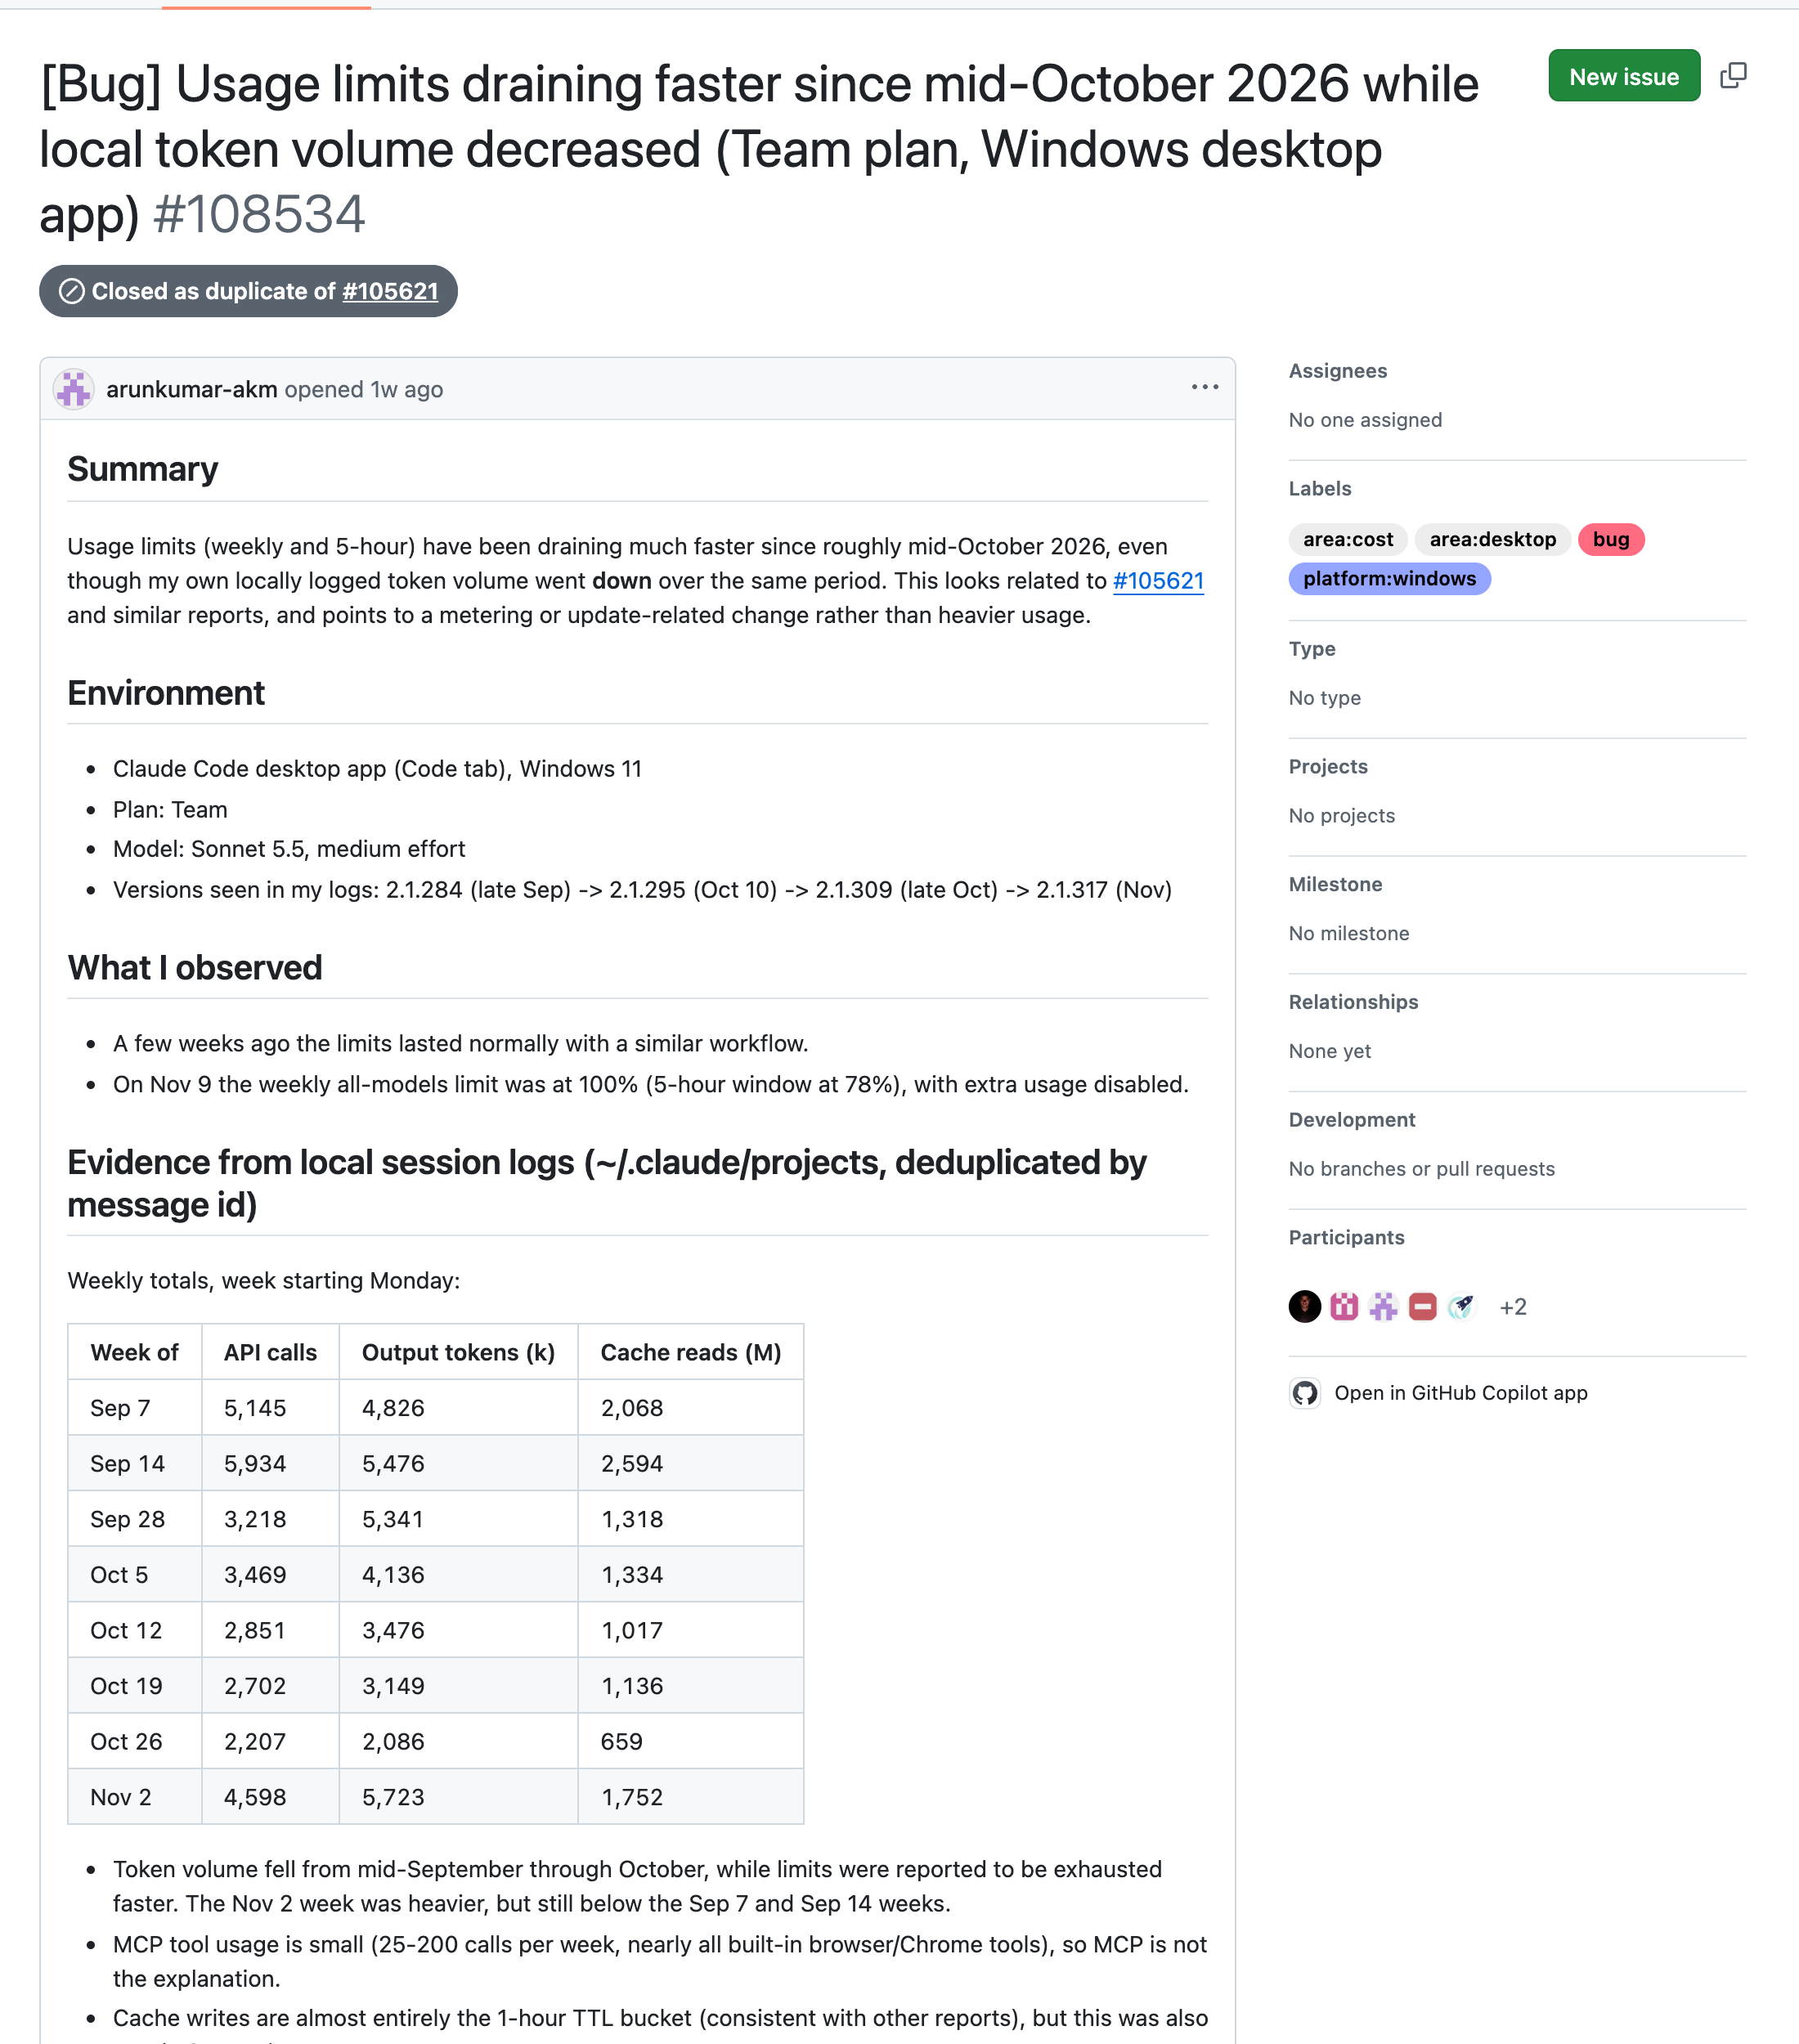 [Bug] Usage limits draining faster since mid-October 2026 while
local token volume decreased (Team plan, Windows desktop
app) #108534
New issue
Closed as duplicate of #105621
arunkumar-akm opened 1w ago
Summary
Usage limits (weekly and 5-hour) have been draining much faster since roughly mid-October 2026, even
though my own locally logged token volume went down over the same period. This looks related to #105621
and similar reports, and points to a metering or update-related change rather than heavier usage.
Environment
• Claude Code desktop app (Code tab), Windows 11
• Plan: Team
• Model: Sonnet 5.5, medium effort
• Versions seen in my logs: 2.1.284 (late Sep) -> 2.1.295 (Oct 10) -> 2.1.309 (late Oct) -> 2.1.317 (Nov)
What I observed
• A few weeks ago the limits lasted normally with a similar workflow.
• On Nov 9 the weekly all-models limit was at 100% (5-hour window at 78%), with extra usage disabled.
Evidence from local session logs (~/.claude/projects, deduplicated by
message id)
Weekly totals, week starting Monday:
Week of API calls Output tokens (k) Cache reads (M)
Sep 7 5,145 4,826 2,068
Sep 14 5,934 5,476 2,594
Sep 28 3,218 5,341 1,318
Oct 5 3,469 4,136 1,334
Oct 12 2,851 3,476 1,017
Oct 19 2,702 3,149 1,136
Oct 26 2,207 2,086 659
Nov 2 4,598 5,723 1,752
• Token volume fell from mid-September through October, while limits were reported to be exhausted
faster. The Nov 2 week was heavier, but still below the Sep 7 and Sep 14 weeks.
• MCP tool usage is small (25-200 calls per week, nearly all built-in browser/Chrome tools), so MCP is not
the explanation.
• Cache writes are almost entirely the 1-hour TTL bucket (consistent with other reports), but this was also
Assignees
No one assigned
Labels
area:cost area:desktop bug
platform:windows
Type
No type
Projects
No projects
Milestone
No milestone
Relationships
None yet
Development
No branches or pull requests
Participants
+2
Open in GitHub Copilot app